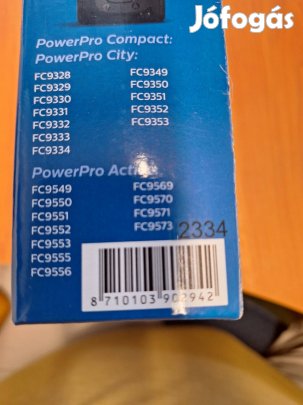 Jófogás
PowerPro Compact:
PowerPro City:
FC9328
FC9329
FC9330
FC9331
FC9332
FC9333
FC9334
FC9349
FC9350
FC9351
FC9352
FC9353
PowerPro Active:
FC9549
FC9550
FC9551
FC9552
FC9553
FC9555
FC9556
FC9569
FC9570
FC9571
FC9573
2334
8 710103 902942